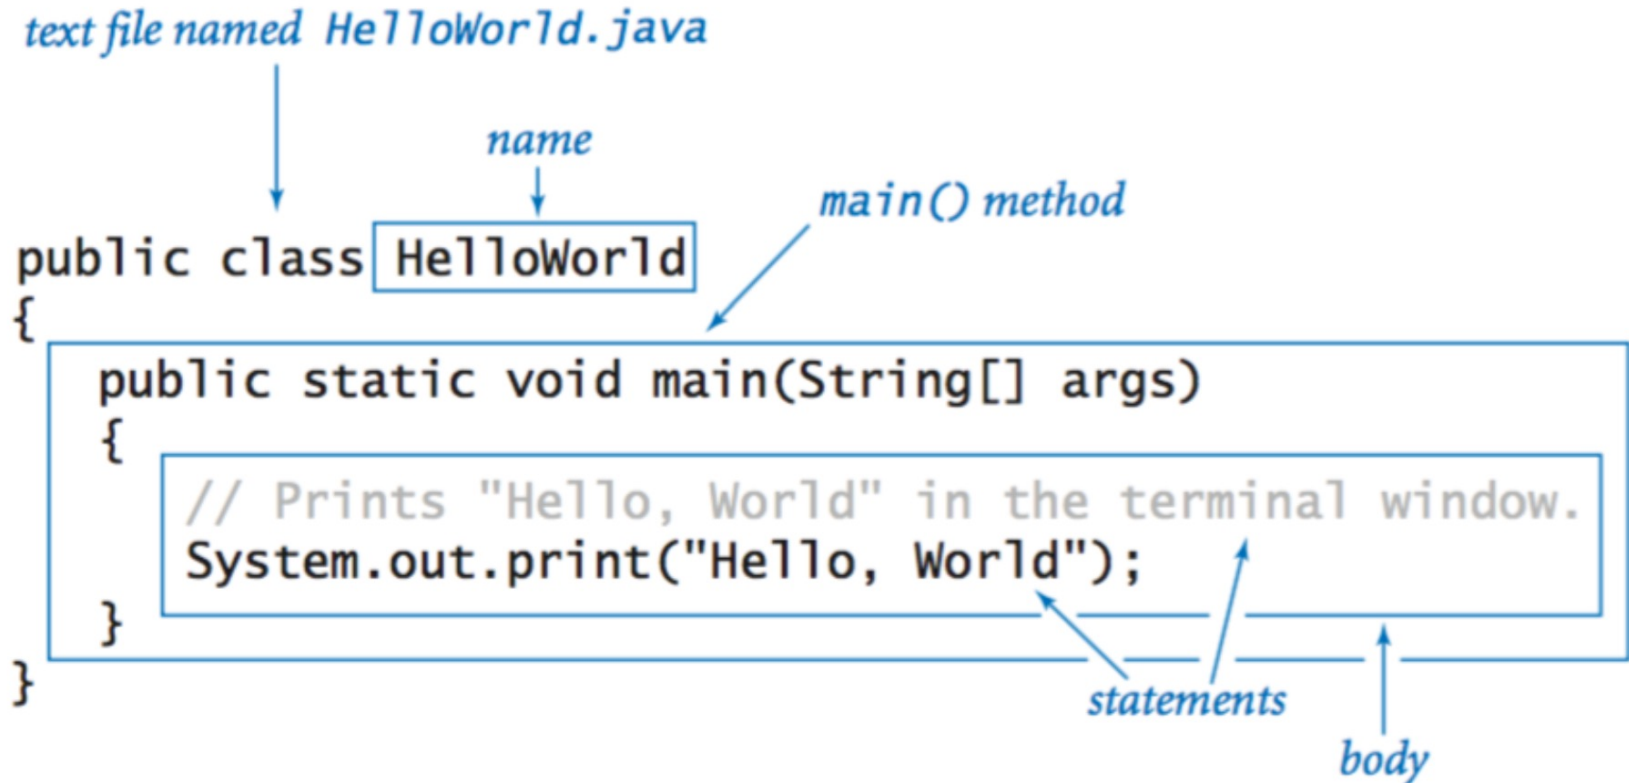 text file named HelloWorld.java
name
main() method
public class HelloWorld
{
public static void main(String[] args)
{
// Prints "Hello, World" in the terminal window.
System.out.print("Hello, World");
}
}
statements
body